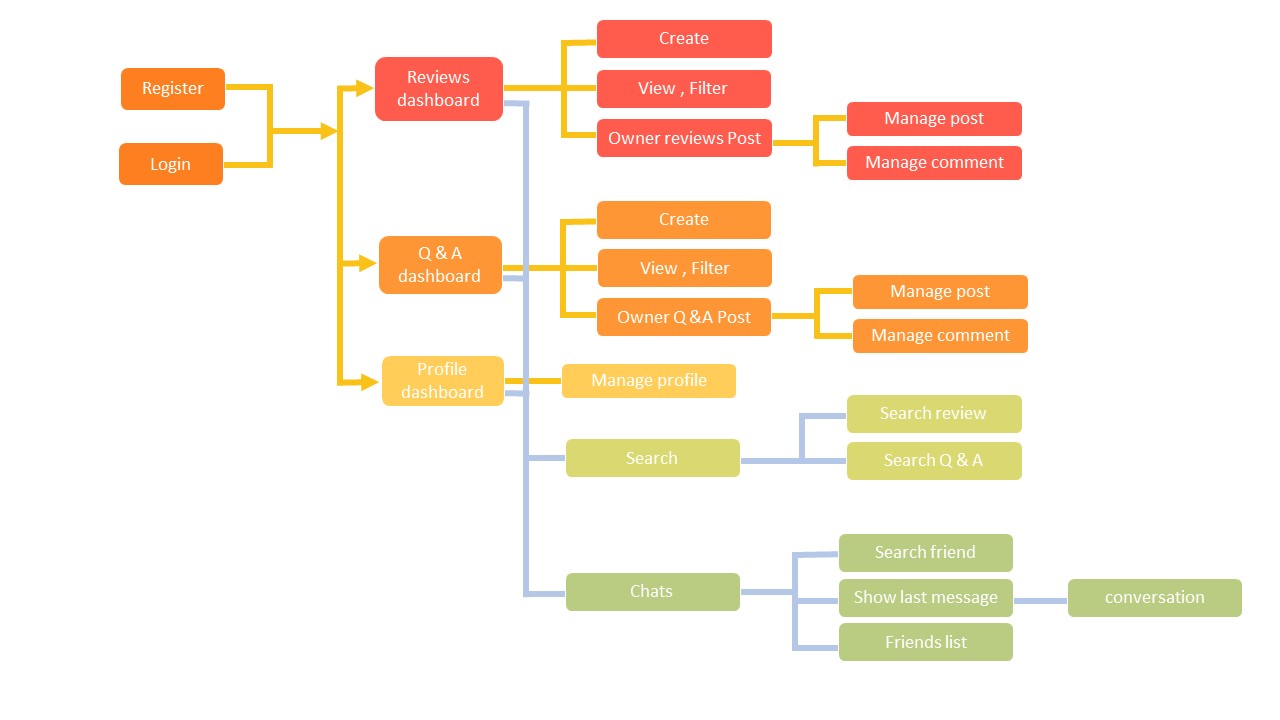 Register
Login
Reviews
dashboard
Create
View , Filter
Owner reviews Post
Manage post
Manage comment
Q & A
dashboard
Create
View , Filter
Owner Q &A Post
Manage post
Manage comment
Profile
dashboard
Manage profile
Search
Search review
Search Q & A
Chats
Search friend
Show last message
Friends list
conversation